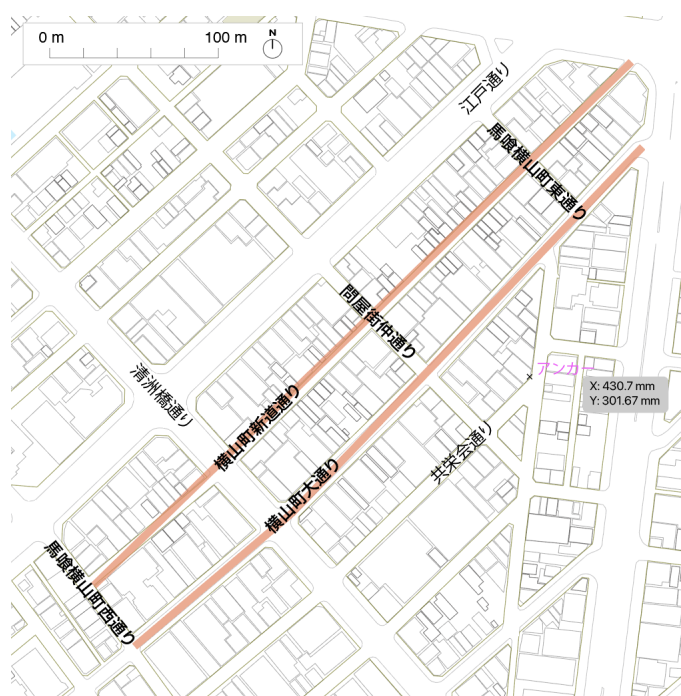 0 m 100 m N
江戸通り
馬喰横山町東通り
問屋街仲通り
アンカー
X: 430.7 mm
Y: 301.67 mm
清洲橋通り
横山町新道通り
共栄会通り
横山町大通り
馬喰横山町西通り